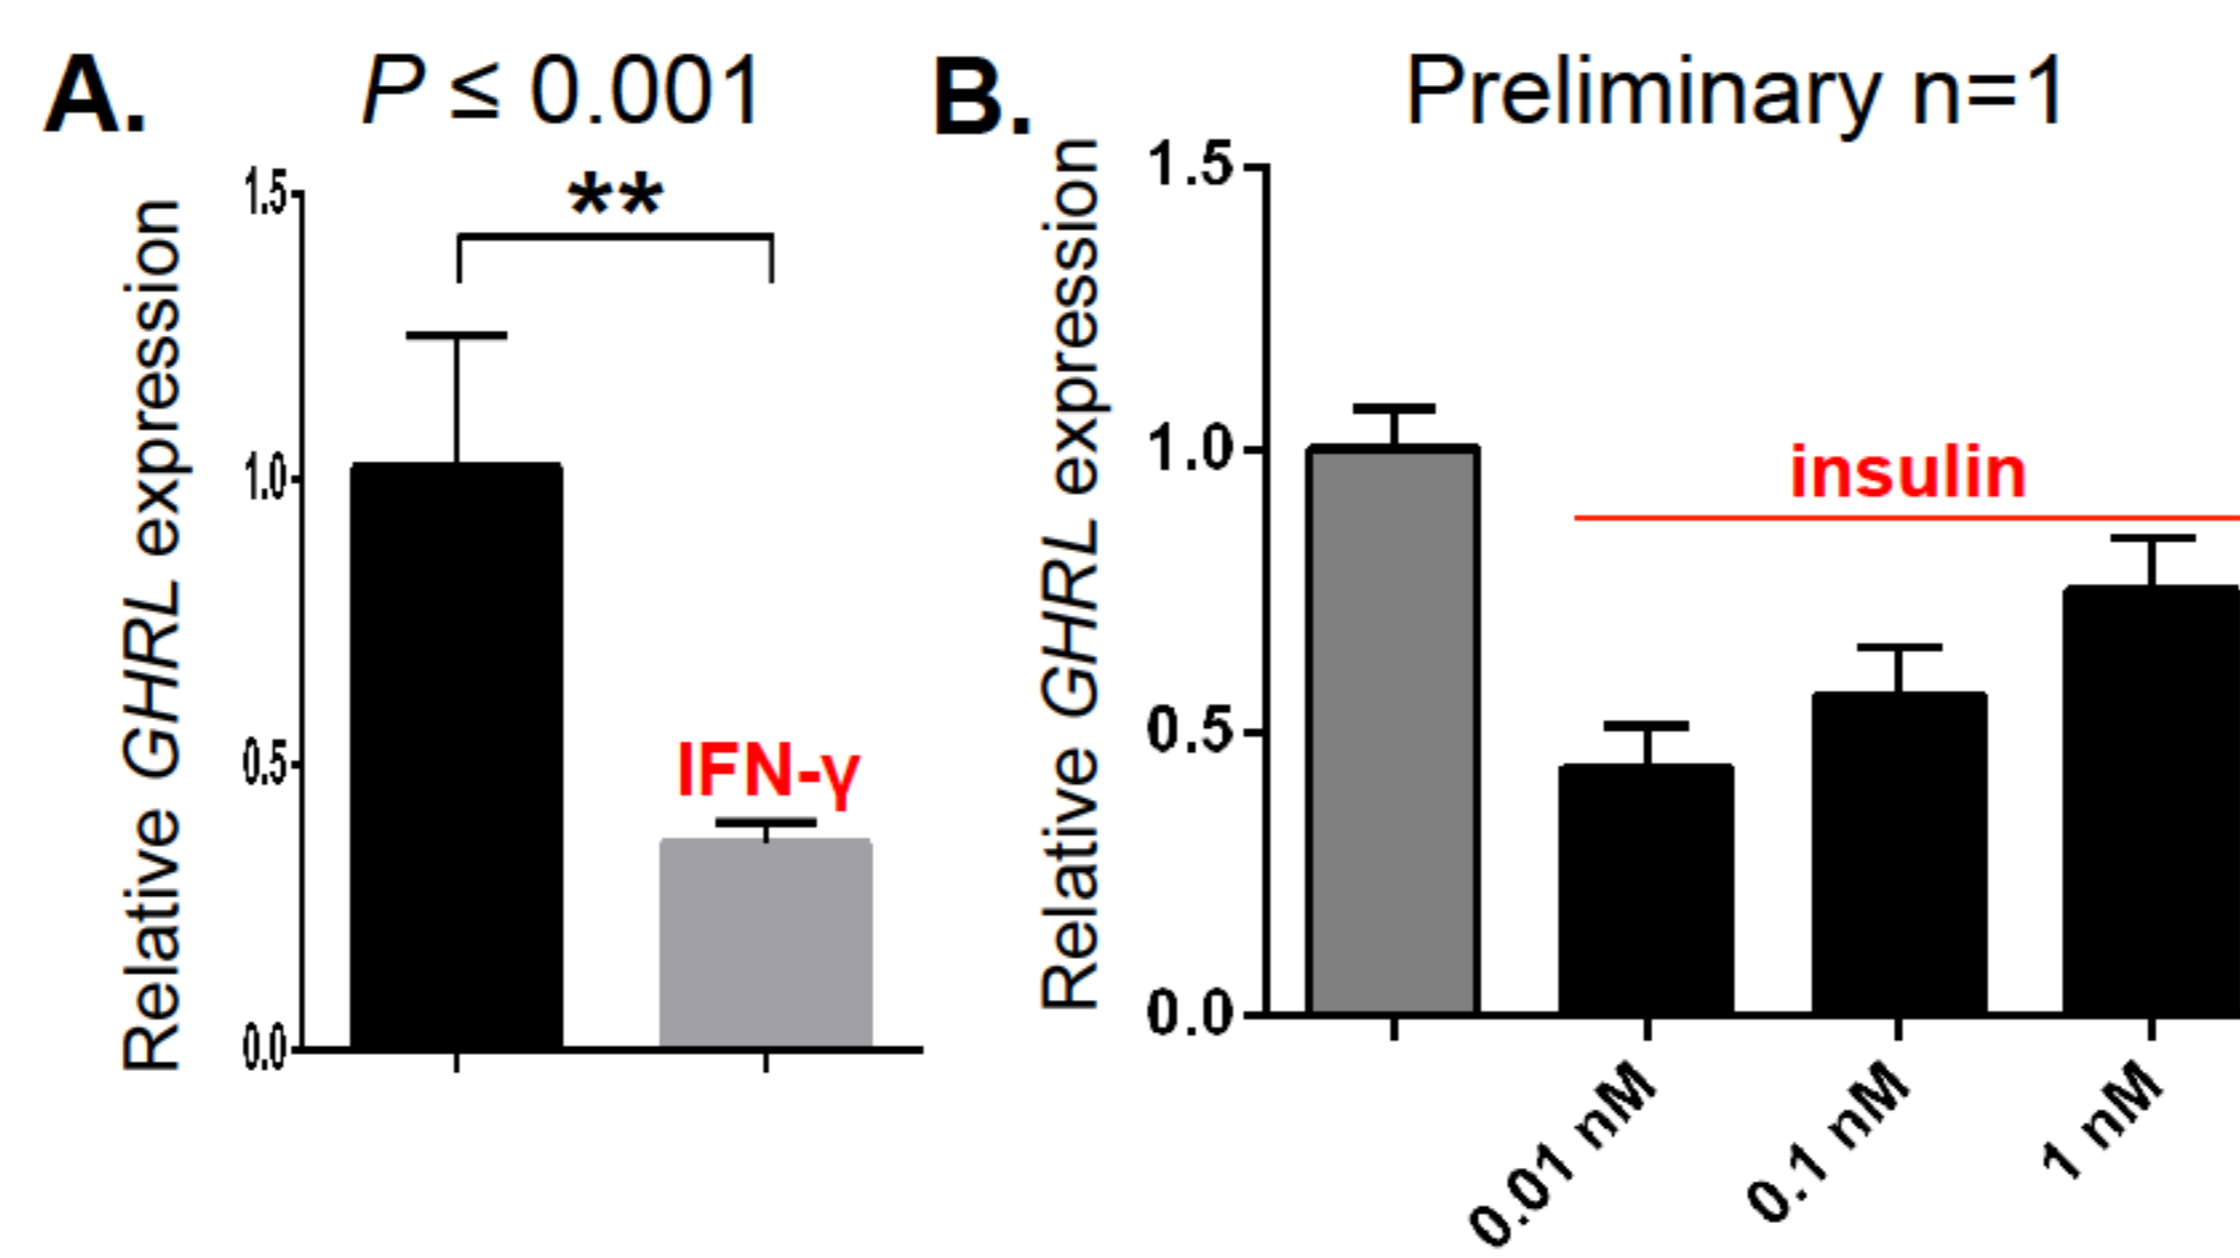 A.
P ≤ 0.001
**
Relative GHRL expression
1.5
1.0
0.5
0.0
IFN-γ
B.
Preliminary n=1
Relative GHRL expression
1.5
1.0
0.5
0.0
insulin
0.01 nM
0.1 nM
1 nM